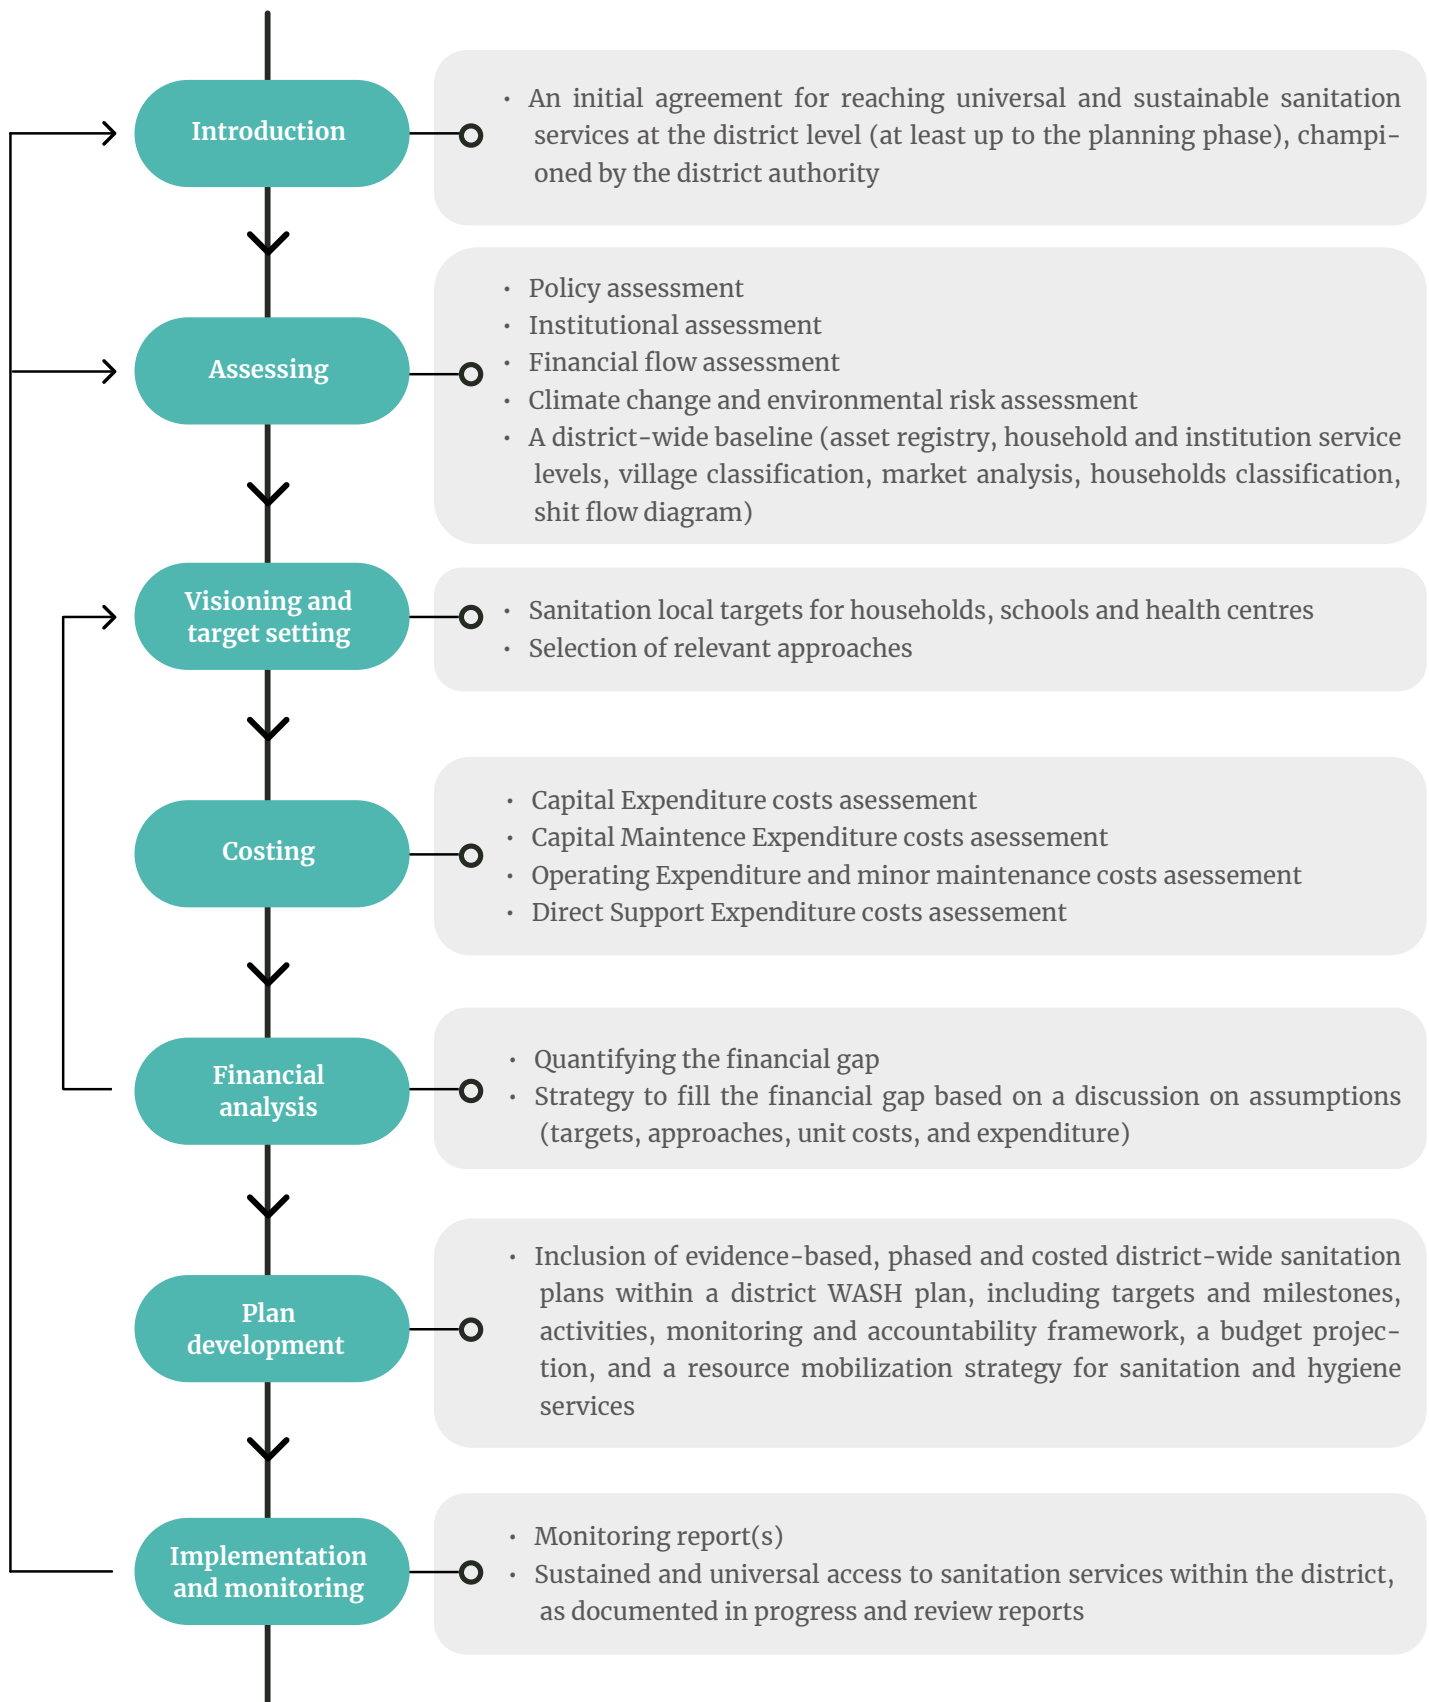 Introduction
· An initial agreement for reaching universal and sustainable sanitation
services at the district level (at least up to the planning phase), champi-
oned by the district authority
Assessing
· Policy assessment
· Institutional assessment
· Financial flow assessment
· Climate change and environmental risk assessment
· A district-wide baseline (asset registry, household and institution service
levels, village classification, market analysis, households classification,
shit flow diagram)
Visioning and
target setting
· Sanitation local targets for households, schools and health centres
· Selection of relevant approaches
Costing
· Capital Expenditure costs asessement
· Capital Maintence Expenditure costs asessement
· Operating Expenditure and minor maintenance costs asessement
· Direct Support Expenditure costs asessement
Financial
analysis
· Quantifying the financial gap
· Strategy to fill the financial gap based on a discussion on assumptions
(targets, approaches, unit costs, and expenditure)
Plan
development
· Inclusion of evidence-based, phased and costed district-wide sanitation
plans within a district WASH plan, including targets and milestones,
activities, monitoring and accountability framework, a budget projec-
tion, and a resource mobilization strategy for sanitation and hygiene
services
Implementation
and monitoring
· Monitoring report(s)
· Sustained and universal access to sanitation services within the district,
as documented in progress and review reports